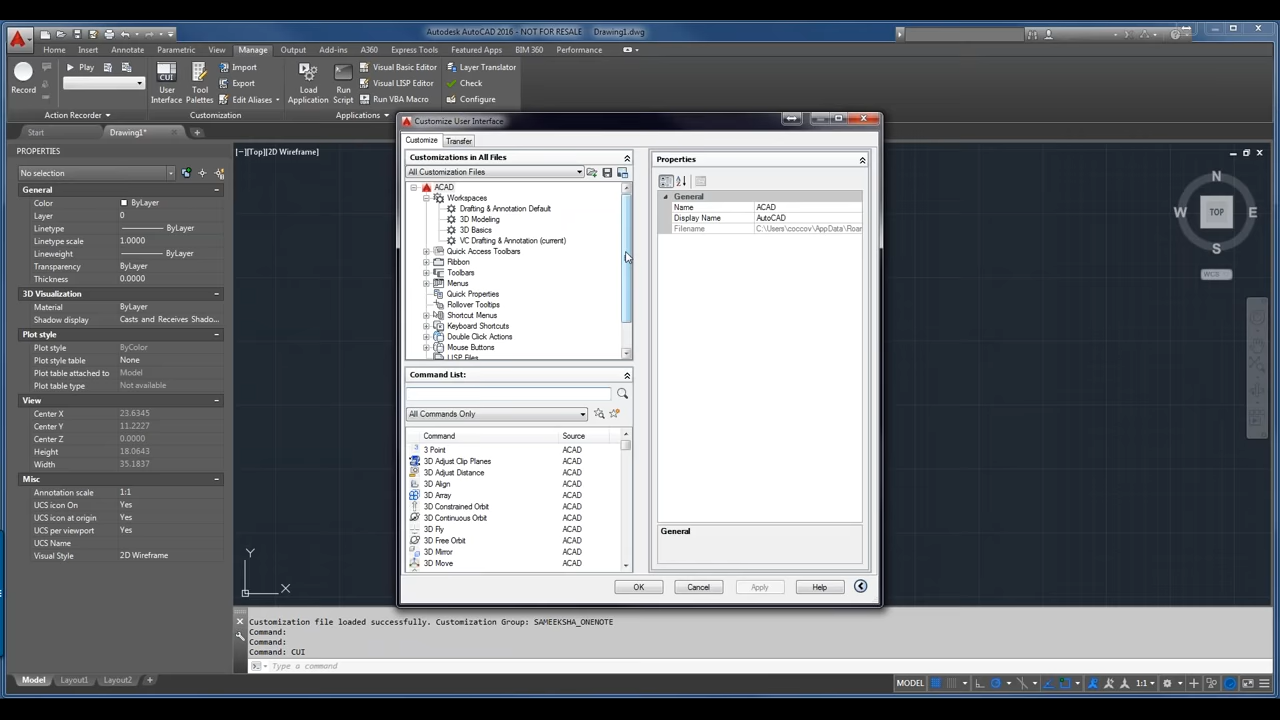 Autodesk AutoCAD 2016 - NOT FOR RESALE Drawing1.dwg
Home Insert Annotate Parametric View Manage Output Add-ins A360 Express Tools Featured Apps BIM 360 Performance
Record
Play
CUI
User Interface
Tool Palettes
Import
Export
Edit Aliases
Load Application
Run Script
Visual Basic Editor
Visual LISP Editor
Run VBA Macro
Layer Translator
Check
Configure
Action Recorder
Customization
Applications
Start
Drawing1*
PROPERTIES
No selection
General
Color ByLayer
Layer 0
Linetype ByLayer
Linetype scale 1.0000
Lineweight ByLayer
Transparency ByLayer
Thickness 0.0000
3D Visualization
Material ByLayer
Shadow display Casts and Receives Shado...
Plot style
Plot style ByColor
Plot style table None
Plot table attached to Model
Plot table type Not available
View
Center X 23.6345
Center Y 11.2227
Center Z 0.0000
Height 18.0643
Width 35.1837
Misc
Annotation scale 1:1
UCS icon On Yes
UCS icon at origin Yes
UCS per viewport Yes
UCS Name
Visual Style 2D Wireframe
[−][Top][2D Wireframe]
Customize User Interface
Customize Transfer
Customizations in All Files
All Customization Files
ACAD
Workspaces
Drafting & Annotation Default
3D Modeling
3D Basics
VC Drafting & Annotation (current)
Quick Access Toolbars
Ribbon
Toolbars
Menus
Quick Properties
Rollover Tooltips
Shortcut Menus
Keyboard Shortcuts
Double Click Actions
Mouse Buttons
LISP Files
Command List:
All Commands Only
Command Source
3 Point ACAD
3D Adjust Clip Planes ACAD
3D Adjust Distance ACAD
3D Align ACAD
3D Array ACAD
3D Constrained Orbit ACAD
3D Continuous Orbit ACAD
3D Fly ACAD
3D Free Orbit ACAD
3D Mirror ACAD
3D Move ACAD
Properties
General
Name ACAD
Display Name AutoCAD
Filename C:\Users\coccov\AppData\Roar
General
OK Cancel Apply Help
N
W TOP E
S
WCS
Y
X
Customization file loaded successfully. Customization Group: SAMEEKSHA_ONENOTE
Command:
Command:
Command: CUI
Type a command
Model Layout1 Layout2
MODEL 1:1